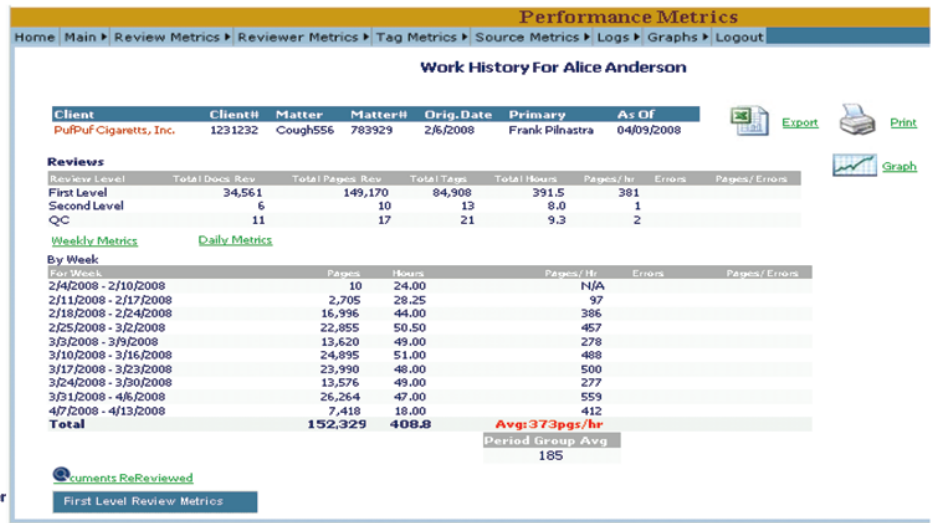 Performance Metrics
Home Main Review Metrics Reviewer Metrics Tag Metrics Source Metrics Logs Graphs Logout
Work History For Alice Anderson
Client Client# Matter Matter# Orig.Date Primary As Of
PufPuf Cigaretts, Inc. 1231232 Cough556 783929 2/6/2008 Frank Pilnastra 04/09/2008
Export Print
Graph
Reviews
Review Level Total Docs Rev Total Pages Rev Total Tags Total Hours Pages/hr Errors Pages/Errors
First Level 34,561 149,170 84,908 391.5 381
Second Level 6 10 13 8.0 1
QC 11 17 21 9.3 2
Weekly Metrics Daily Metrics
By Week
For Week Pages Hours Pages/Hr Errors Pages/Errors
2/4/2008 - 2/10/2008 10 24.00 N/A
2/11/2008 - 2/17/2008 2,705 28.25 97
2/18/2008 - 2/24/2008 16,996 44.00 386
2/25/2008 - 3/2/2008 22,855 50.50 457
3/3/2008 - 3/9/2008 13,620 49.00 278
3/10/2008 - 3/16/2008 24,895 51.00 488
3/17/2008 - 3/23/2008 23,990 48.00 500
3/24/2008 - 3/30/2008 13,576 49.00 277
3/31/2008 - 4/6/2008 26,264 47.00 559
4/7/2008 - 4/13/2008 7,418 18.00 412
Total 152,329 408.8 Avg:373pgs/hr
Period Group Avg
185
cuments ReReviewed
r
First Level Review Metrics